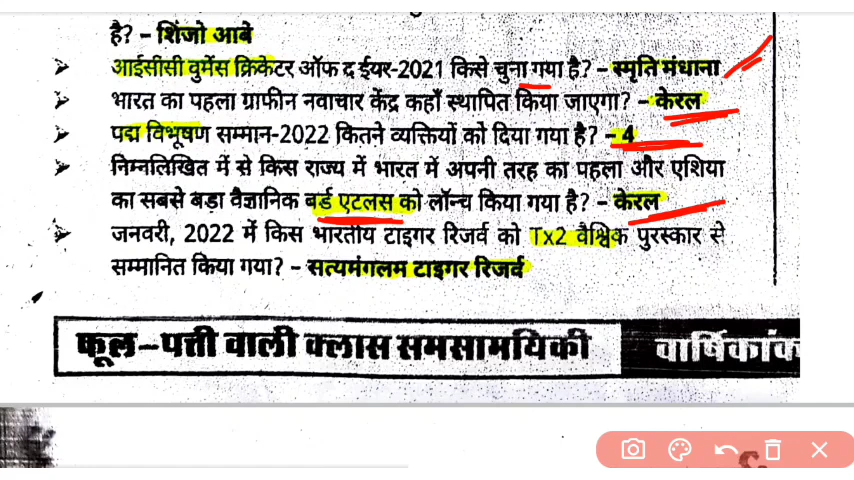 है? – शिंजो आबे
आईसीसी वुमेंस क्रिकेटर ऑफ द ईयर-2021 किसे चुना गया है? – स्मृति मंधाना
भारत का पहला ग्राफीन नवाचार केंद्र कहाँ स्थापित किया जाएगा? – केरल
पद्म विभूषण सम्मान-2022 कितने व्यक्तियों को दिया गया है? – 4
निम्नलिखित में से किस राज्य में भारत में अपनी तरह का पहला और एशिया
का सबसे बड़ा वैज्ञानिक बर्ड एटलस को लॉन्च किया गया है? – केरल
जनवरी, 2022 में किस भारतीय टाइगर रिजर्व को Tx2 वैश्विक पुरस्कार से
सम्मानित किया गया? – सत्यमंगलम टाइगर रिजर्व
फूल–पत्ती वाली क्लास समसामयिकी वार्षिकांक